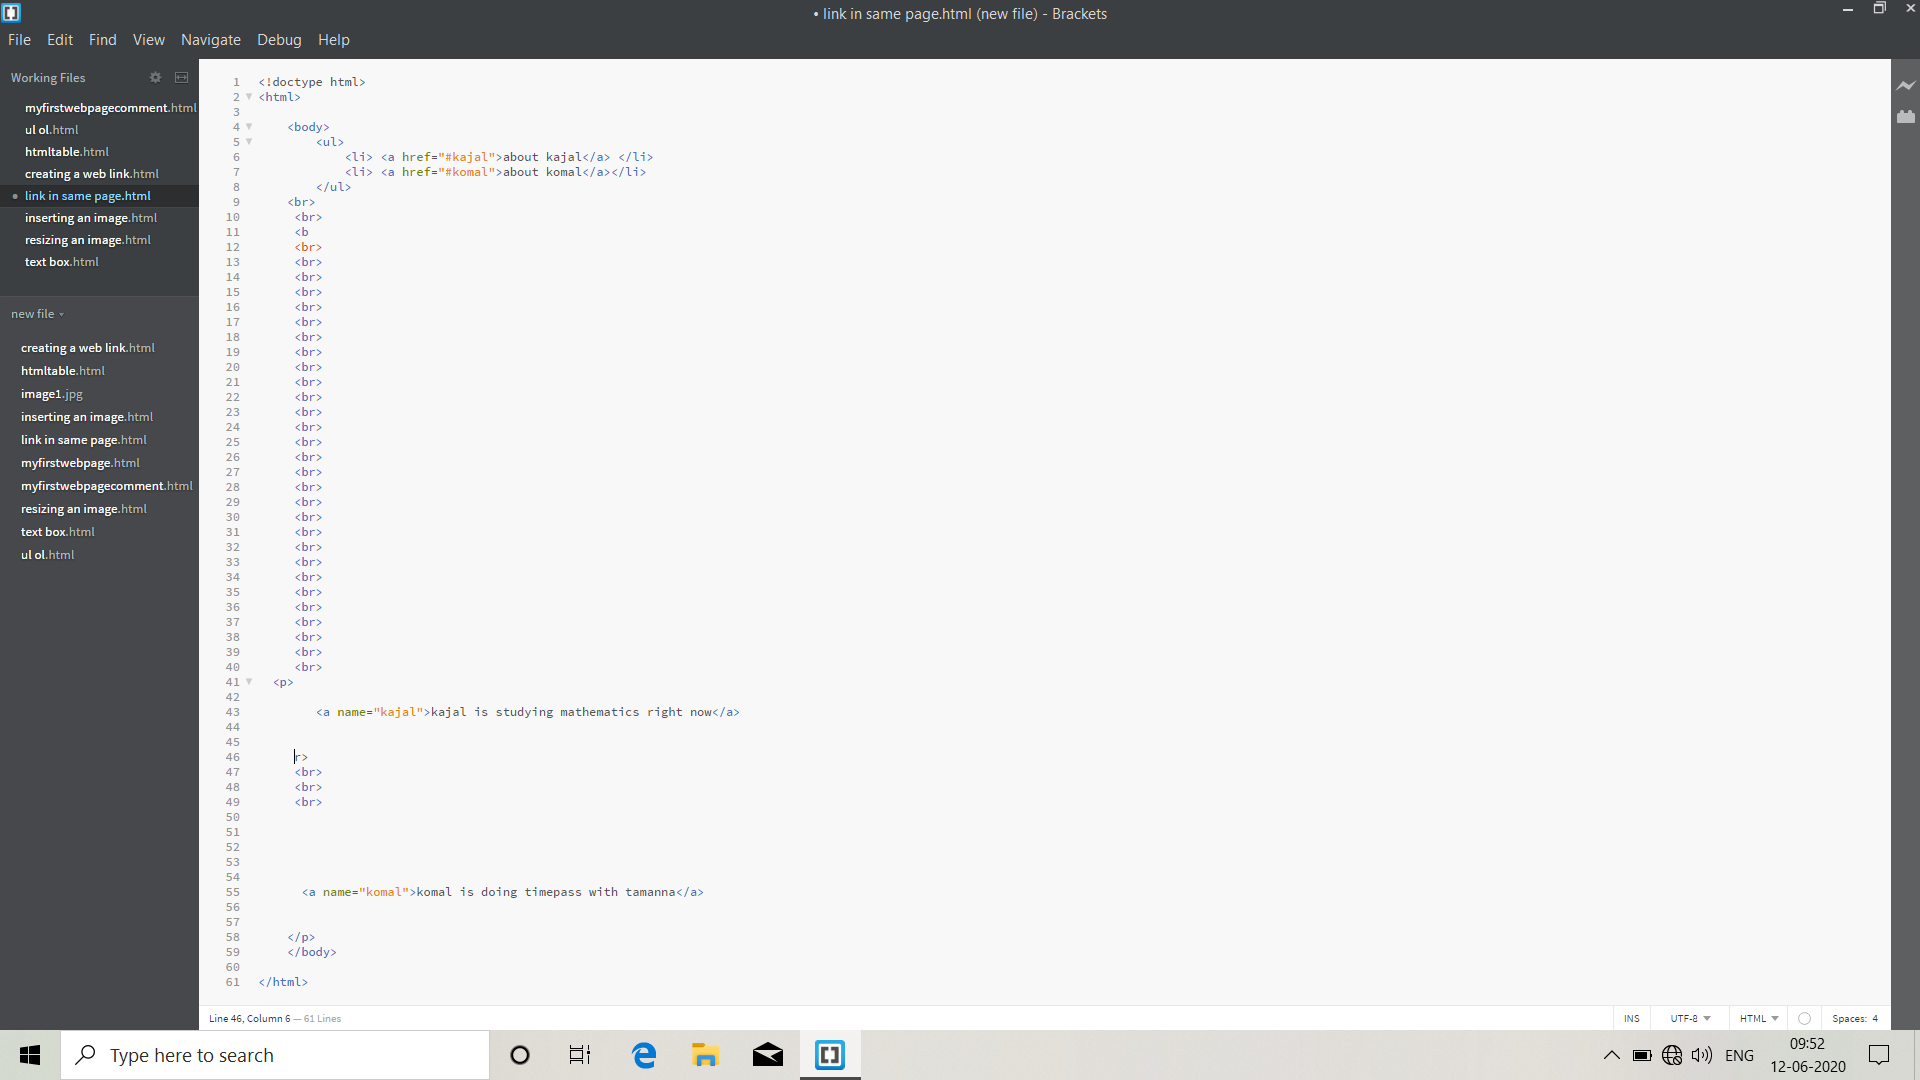 • link in same page.html (new file) - Brackets
File Edit Find View Navigate Debug Help
Working Files
myfirstwebpagecomment.html
ul ol.html
htmltable.html
creating a web link.html
link in same page.html
inserting an image.html
resizing an image.html
text box.html
new file
creating a web link.html
htmltable.html
image1.jpg
inserting an image.html
link in same page.html
myfirstwebpage.html
myfirstwebpagecomment.html
resizing an image.html
text box.html
ul ol.html
1 <!doctype html>
2 <html>
3
4 <body>
5 <ul>
6 <li> <a href="#kajal">about kajal</a> </li>
7 <li> <a href="#komal">about komal</a></li>
8 </ul>
9 <br>
10 <br>
11 <b
12 <br>
13 <br>
14 <br>
15 <br>
16 <br>
17 <br>
18 <br>
19 <br>
20 <br>
21 <br>
22 <br>
23 <br>
24 <br>
25 <br>
26 <br>
27 <br>
28 <br>
29 <br>
30 <br>
31 <br>
32 <br>
33 <br>
34 <br>
35 <br>
36 <br>
37 <br>
38 <br>
39 <br>
40 <br>
41 <p>
42
43 <a name="kajal">kajal is studying mathematics right now</a>
44
45
46 r>
47 <br>
48 <br>
49 <br>
50
51
52
53
54
55 <a name="komal">komal is doing timepass with tamanna</a>
56
57
58 </p>
59 </body>
60
61 </html>
Line 46, Column 6 — 61 Lines
INS UTF-8 HTML Spaces: 4
Type here to search
ENG
09:52
12-06-2020